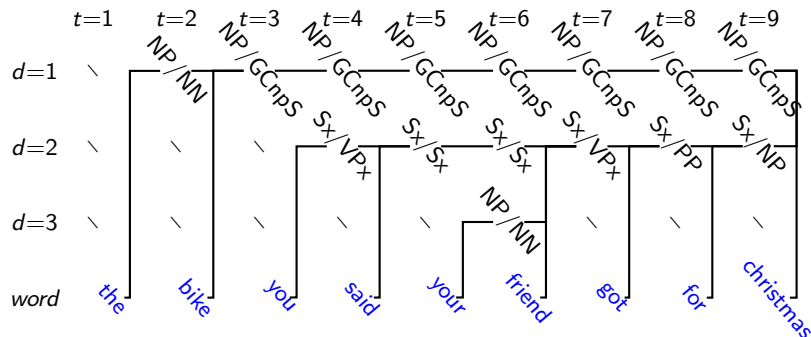 t=1 t=2 t=3 t=4 t=5 t=6 t=7 t=8 t=9
d=1 \ NP/NN NP/GCnpS NP/GCnpS NP/GCnpS NP/GCnpS NP/GCnpS NP/GCnpS NP/GCnpS
d=2 \ \ \ Sx/VPx Sx/Sx Sx/Sx Sx/VPx Sx/PP Sx/NP
d=3 \ \ \ \ \ NP/NN \ \ \
word the bike you said your friend got for christmas